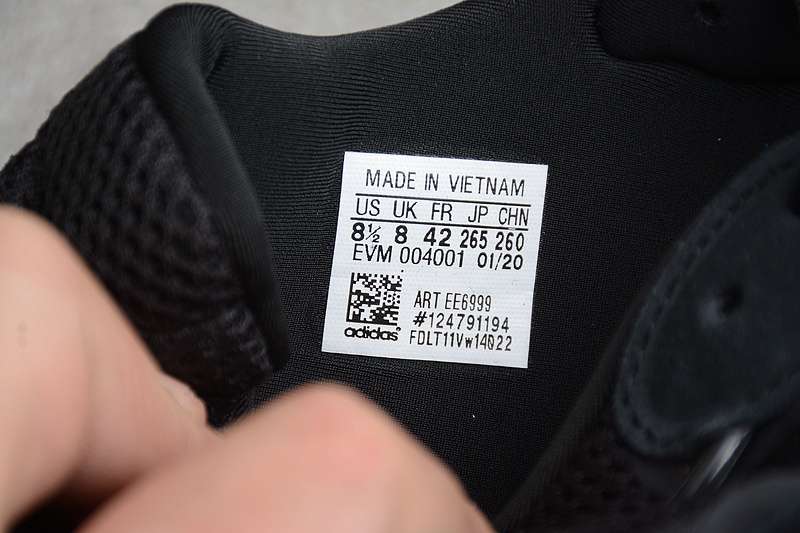 MADE IN VIETNAM
US UK FR JP CHN
8½ 8 42 265 260
EVM 004001 01/20
ART EE6999
#124791194
adidas FDLT11Vw14022